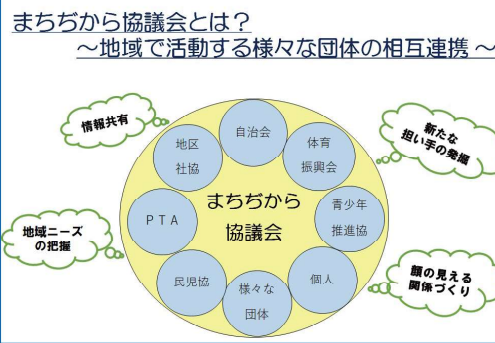 まちぢから協議会とは？
～地域で活動する様々な団体の相互連携 ～
情報共有
新たな
担い手の発掘
自治会
地区
社協
体育
振興会
まちぢから
協議会
ＰＴＡ
青少年
推進協
地域ニーズ
の把握
民児協
様々な
団体
個人
顔の見える
関係づくり